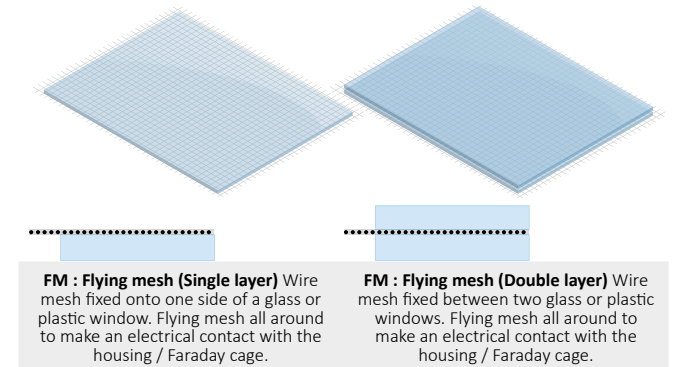 FM : Flying mesh (Single layer) Wire
mesh fixed onto one side of a glass or
plastic window. Flying mesh all around
to make an electrical contact with the
housing / Faraday cage.
FM : Flying mesh (Double layer) Wire
mesh fixed between two glass or plastic
windows. Flying mesh all around to
make an electrical contact with the
housing / Faraday cage.